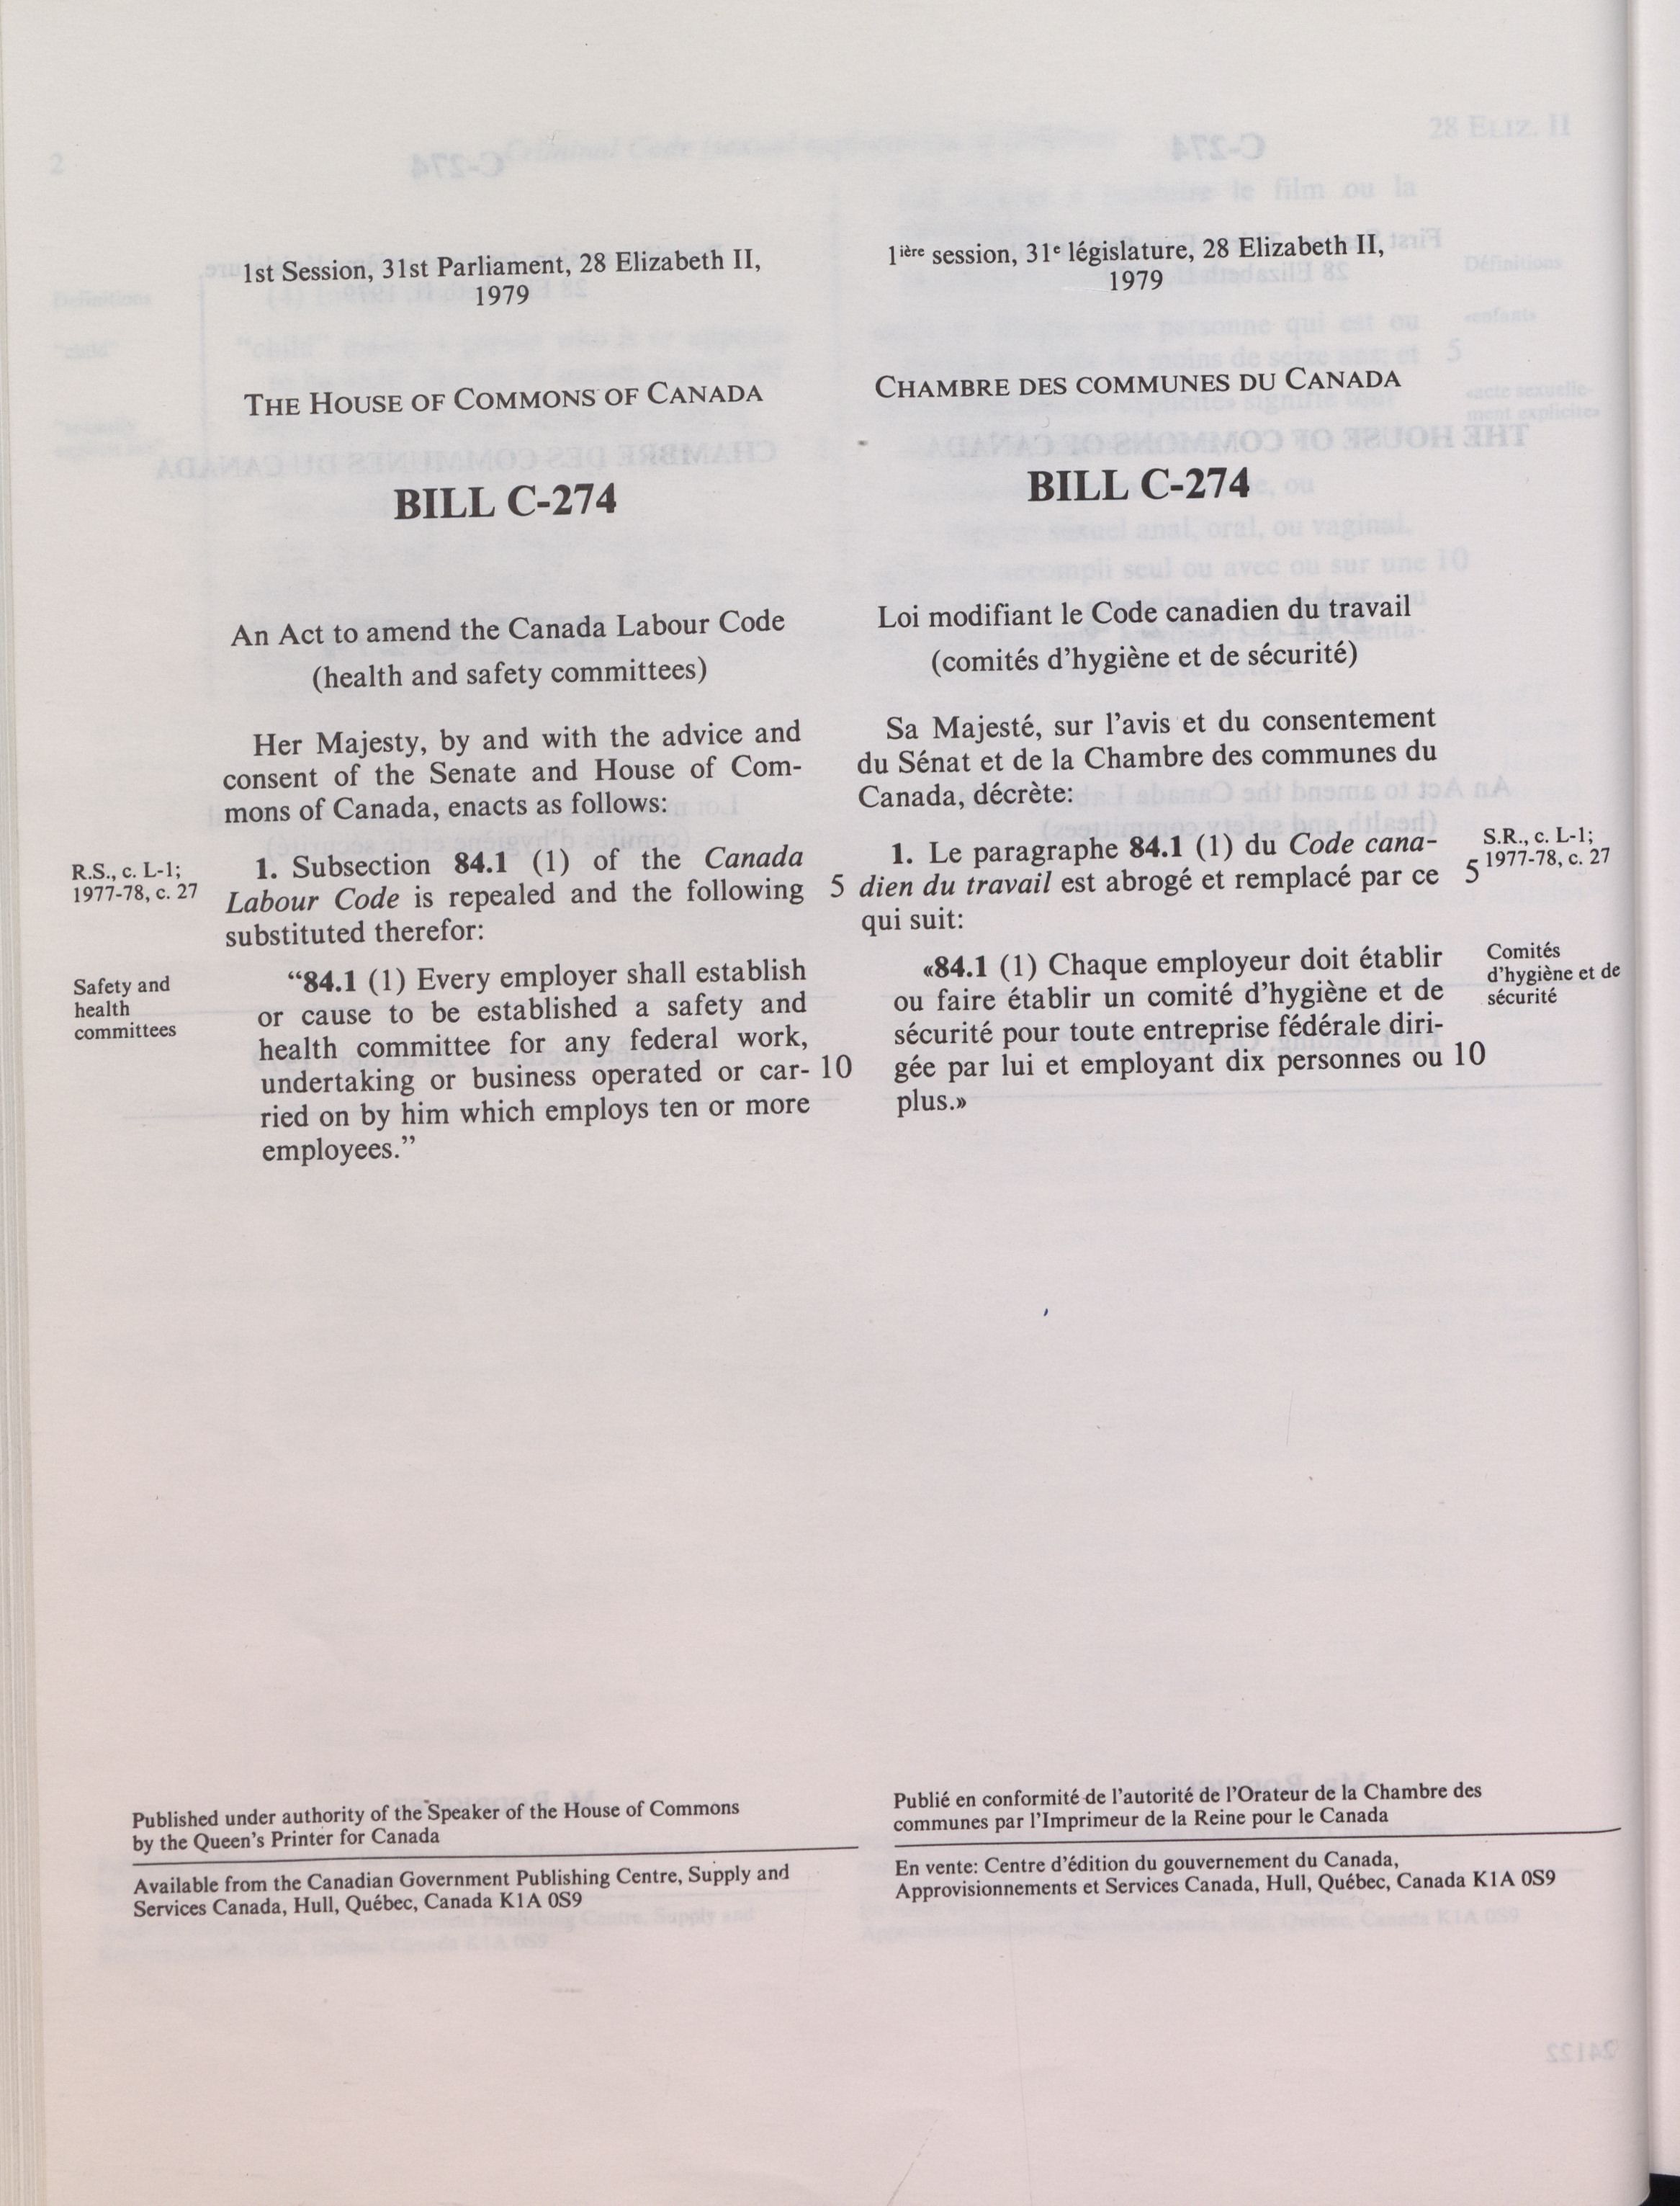 1st Session, 31st Parliament, 28 Elizabeth II,
1979
THE HOUSE OF COMMONS OF CANADA
BILL C-274
An Act to amend the Canada Labour Code
(health and safety committees)
Her Majesty, by and with the advice and
consent of the Senate and House of Com-
mons of Canada, enacts as follows:
R.S., c. L-1;
1977-78, c. 27
1. Subsection 84.1 (1) of the Canada
Labour Code is repealed and the following 5
substituted therefor:
Safety and
health
committees
“84.1 (1) Every employer shall establish
or cause to be established a safety and
health committee for any federal work,
undertaking or business operated or car- 10
ried on by him which employs ten or more
employees.”
Published under authority of the Speaker of the House of Commons
by the Queen's Printer for Canada
Available from the Canadian Government Publishing Centre, Supply and
Services Canada, Hull, Québec, Canada K1A 0S9
1ière session, 31e législature, 28 Elizabeth II,
1979
CHAMBRE DES COMMUNES DU CANADA
BILL C-274
Loi modifiant le Code canadien du travail
(comités d'hygiène et de sécurité)
Sa Majesté, sur l'avis et du consentement
du Sénat et de la Chambre des communes du
Canada, décrète:
1. Le paragraphe 84.1 (1) du Code cana-
dien du travail est abrogé et remplacé par ce 5
qui suit:
S.R., c. L-1;
1977-78, c. 27
«84.1 (1) Chaque employeur doit établir
ou faire établir un comité d'hygiène et de
sécurité pour toute entreprise fédérale diri-
gée par lui et employant dix personnes ou 10
plus.»
Comités
d'hygiène et de
sécurité
Publié en conformité de l'autorité de l'Orateur de la Chambre des
communes par l'Imprimeur de la Reine pour le Canada
En vente: Centre d'édition du gouvernement du Canada,
Approvisionnements et Services Canada, Hull, Québec, Canada K1A 0S9